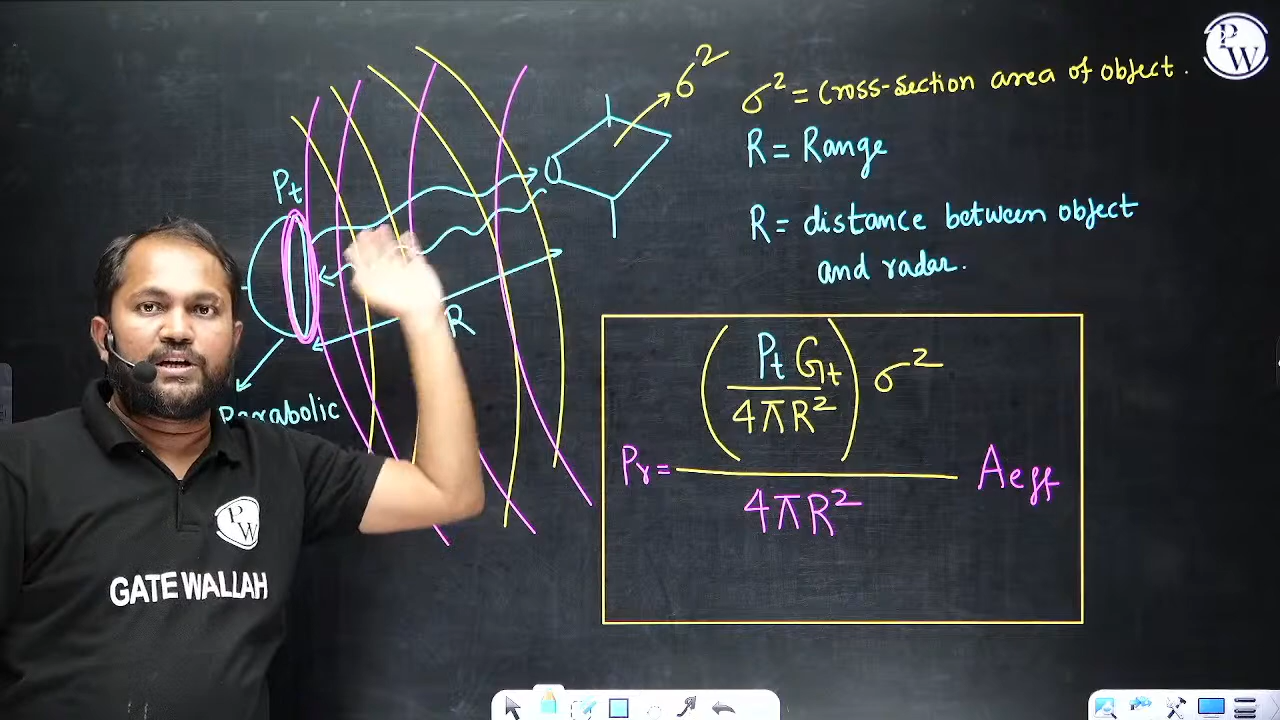 PW
σ²
σ² = Cross-section area of object.
R = Range
Pt
R = distance between object
and radar.
R
Parabolic
Pr = ((Pt Gt / 4πR²) σ² / 4πR²) Aeff
PW
GATE WALLAH